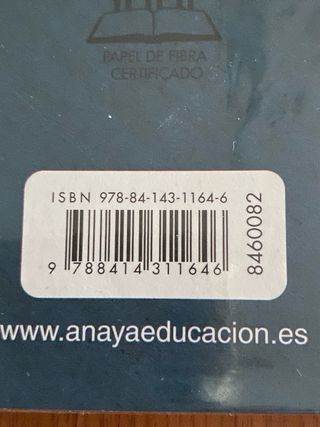 PAPEL DE FIBRA
CERTIFICADO
ISBN 978-84-143-1164-6
9 788414 311646
8460082
www.anayaeducacion.es